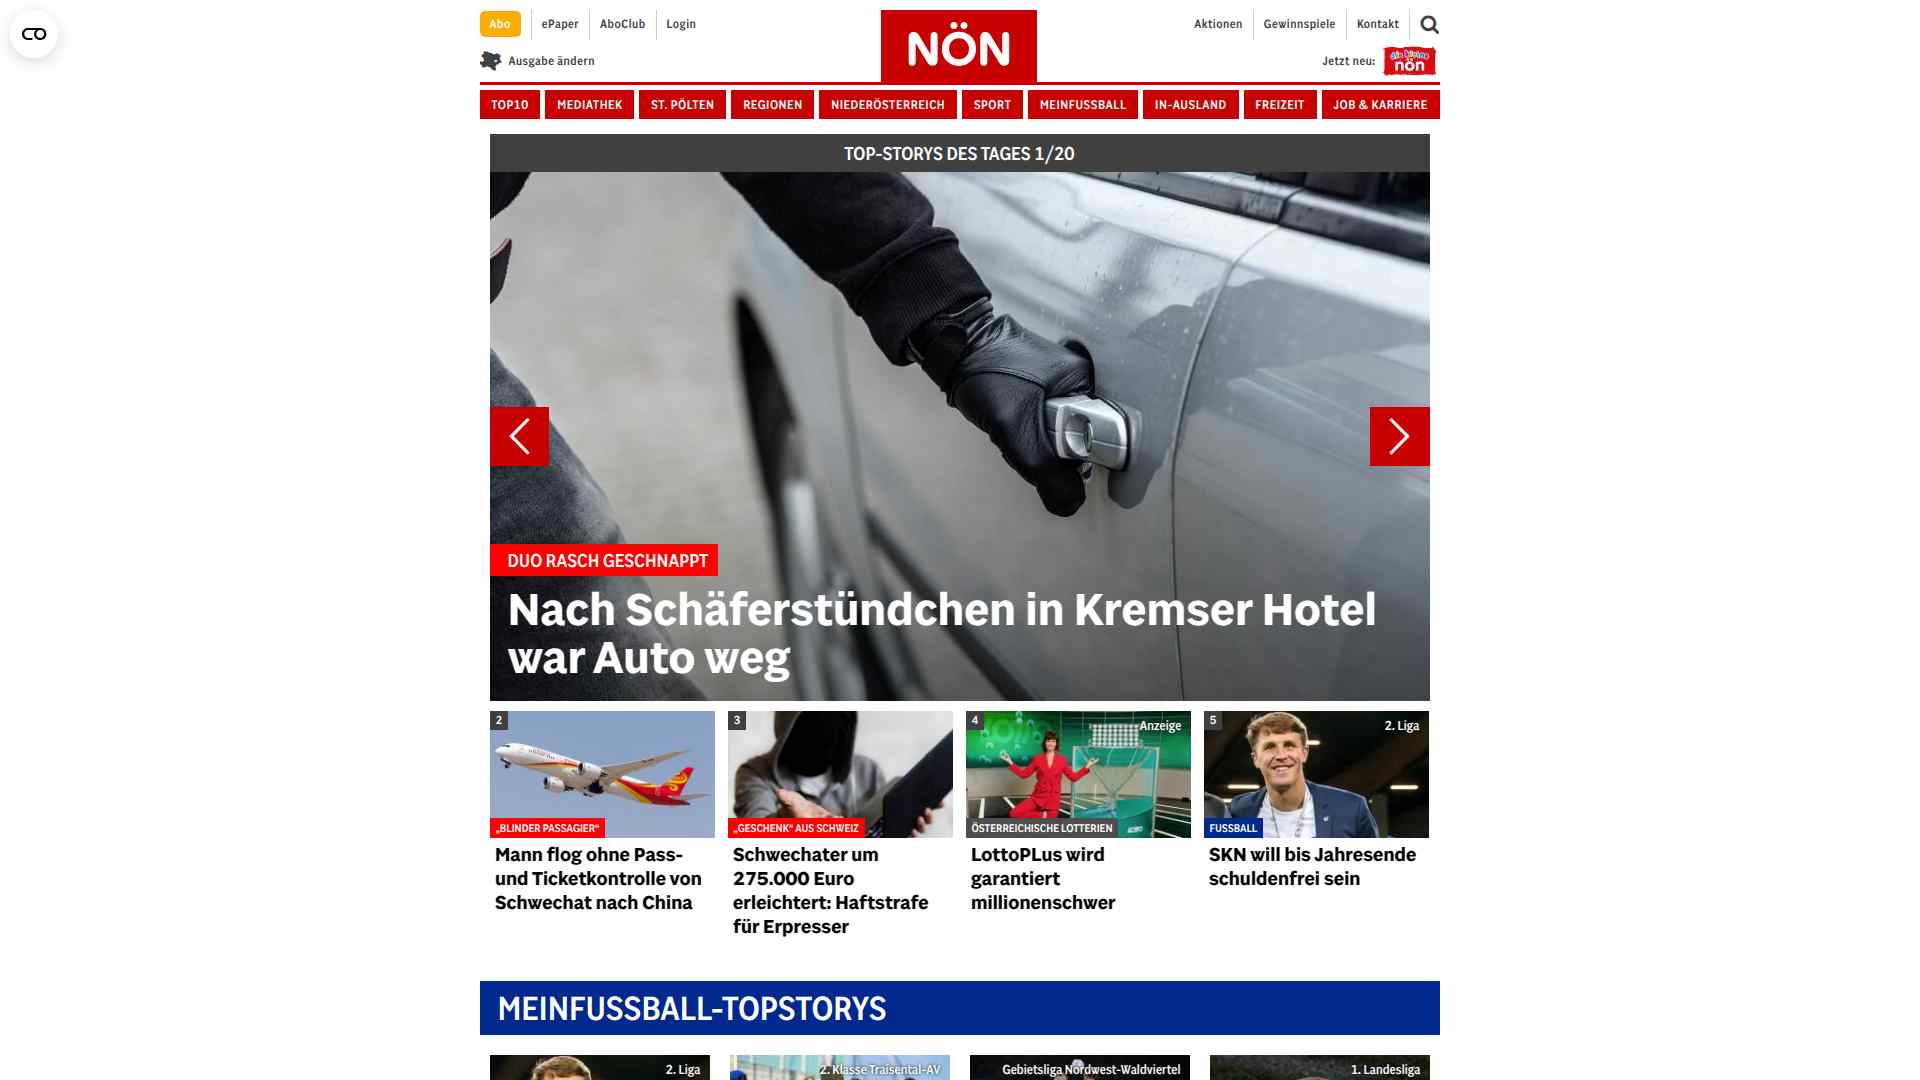 Abo
ePaper
AboClub
Login
NÖN
Aktionen
Gewinnspiele
Kontakt
Ausgabe ändern
Jetzt neu:
die kleine
nön
TOP10
MEDIATHEK
ST. PÖLTEN
REGIONEN
NIEDERÖSTERREICH
SPORT
MEINFUSSBALL
IN-AUSLAND
FREIZEIT
JOB & KARRIERE
TOP-STORYS DES TAGES 1/20
DUO RASCH GESCHNAPPT
Nach Schäferstündchen in Kremser Hotel
war Auto weg
2
„BLINDER PASSAGIER“
Mann flog ohne Pass-
und Ticketkontrolle von
Schwechat nach China
3
„GESCHENK“ AUS SCHWEIZ
Schwechater um
275.000 Euro
erleichtert: Haftstrafe
für Erpresser
4
Anzeige
ÖSTERREICHISCHE LOTTERIEN
LottoPLus wird
garantiert
millionenschwer
5
2. Liga
FUSSBALL
SKN will bis Jahresende
schuldenfrei sein
MEINFUSSBALL-TOPSTORYS
2. Liga
2. Klasse Traisental-AV
Gebietsliga Nordwest-Waldviertel
1. Landesliga